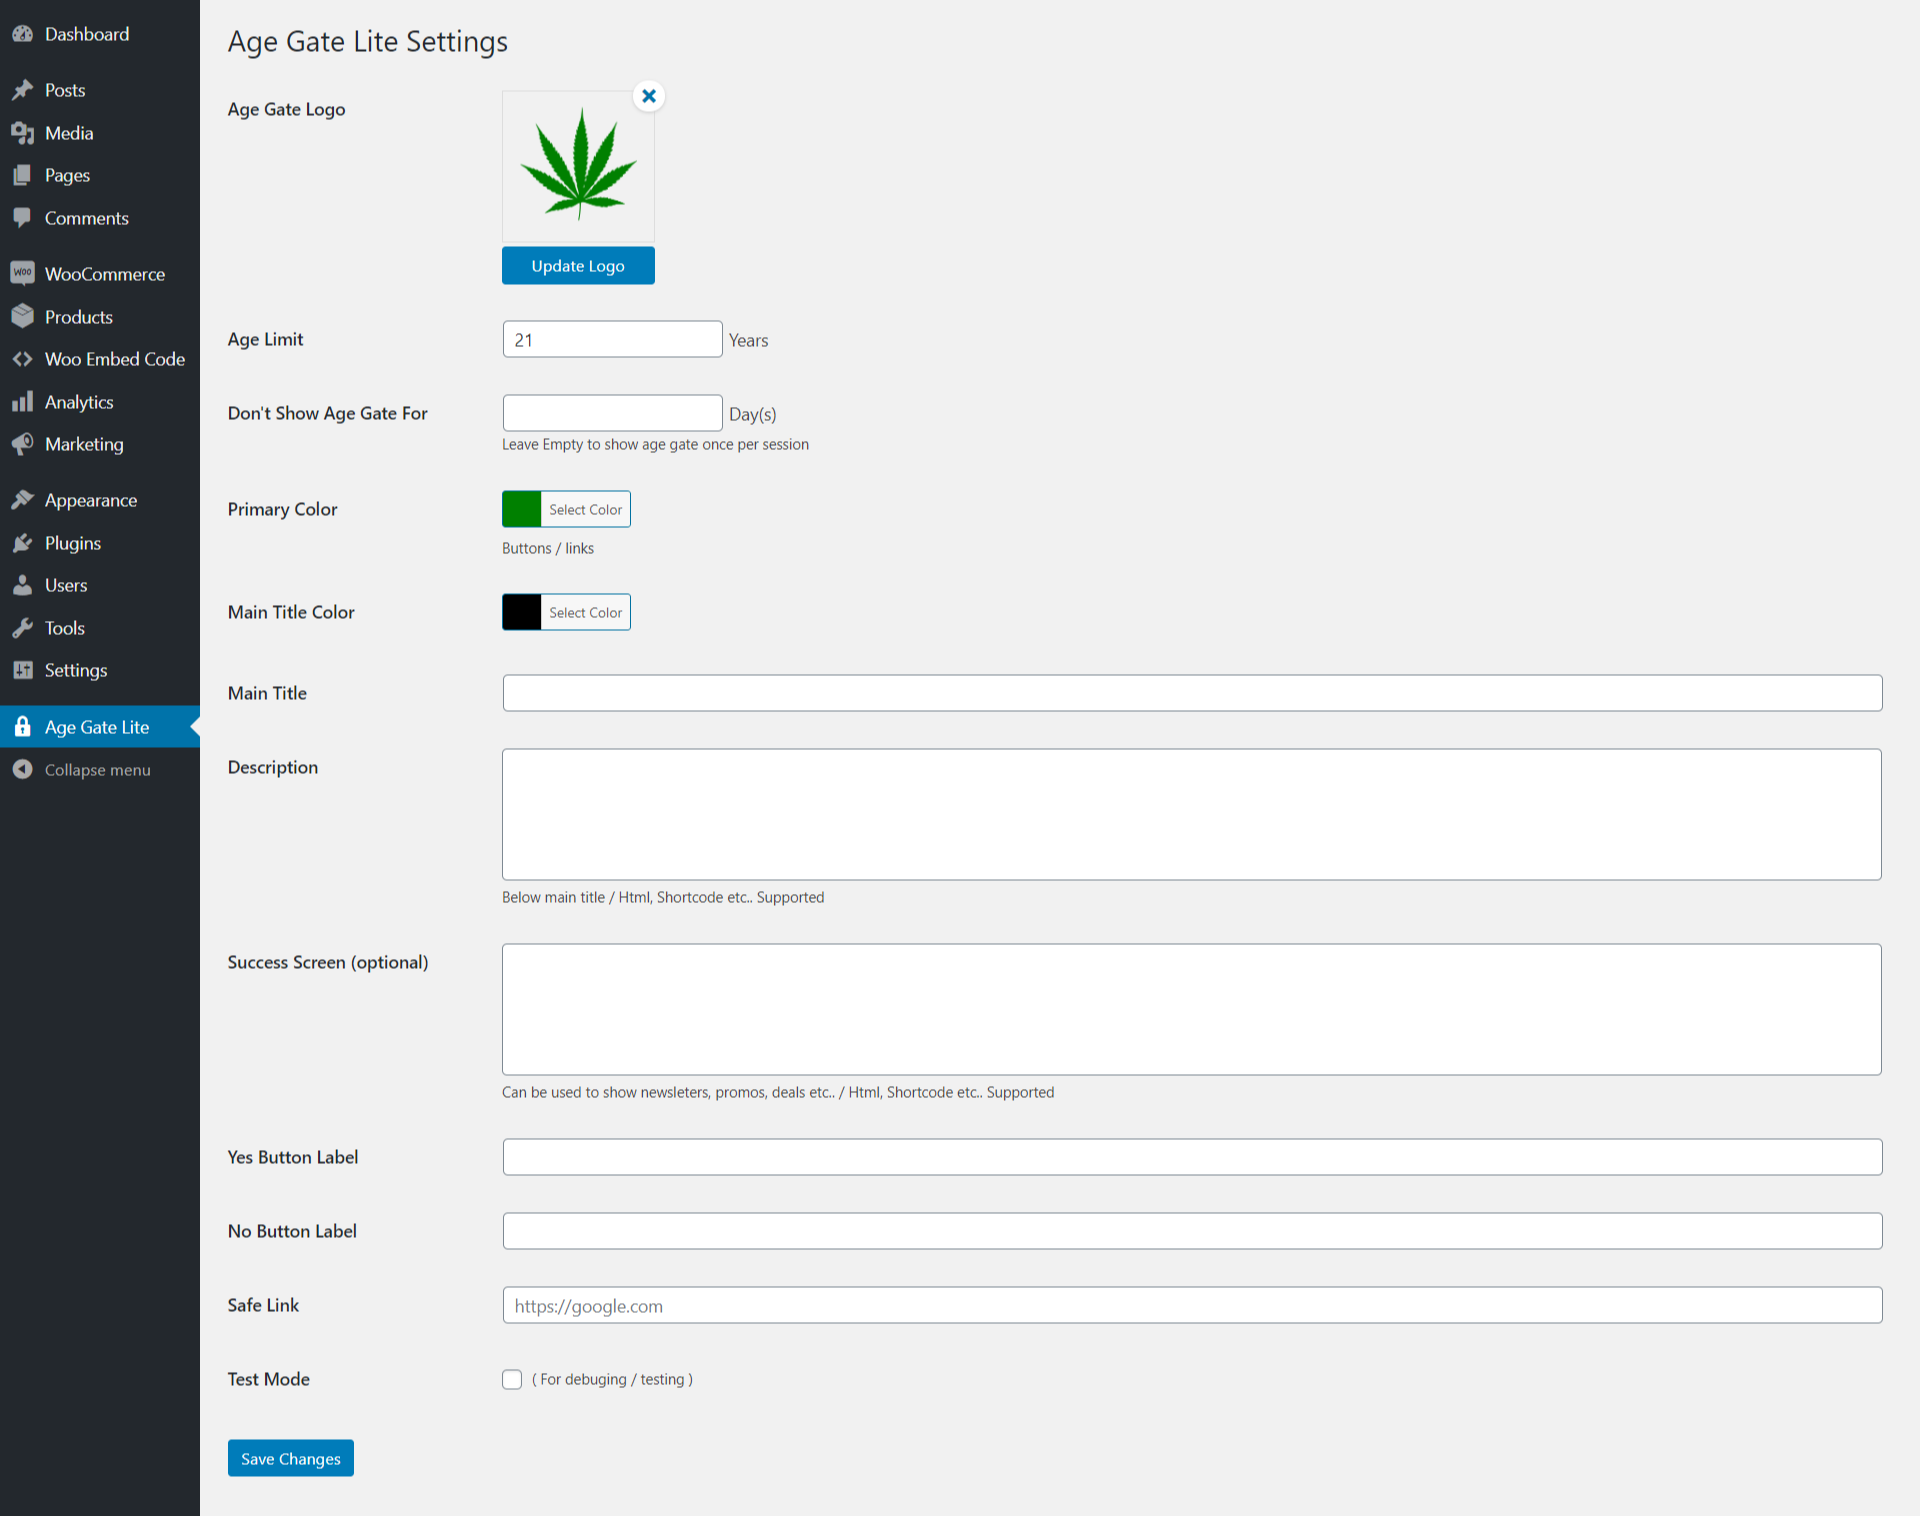 Dashboard
Posts
Media
Pages
Comments
WOO
WooCommerce
Products
Woo Embed Code
Analytics
Marketing
Appearance
Plugins
Users
Tools
Settings
Age Gate Lite
Collapse menu
Age Gate Lite Settings
Age Gate Logo
Update Logo
Age Limit
21 Years
Don't Show Age Gate For
Day(s)
Leave Empty to show age gate once per session
Primary Color
Select Color
Buttons / links
Main Title Color
Select Color
Main Title
Description
Below main title / Html, Shortcode etc.. Supported
Success Screen (optional)
Can be used to show newsleters, promos, deals etc.. / Html, Shortcode etc.. Supported
Yes Button Label
No Button Label
Safe Link
https://google.com
Test Mode
( For debuging / testing )
Save Changes